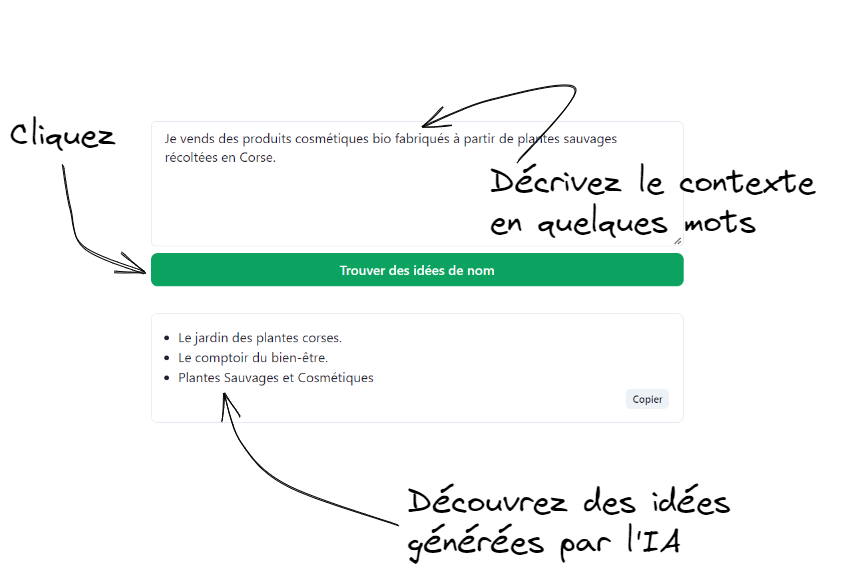 Cliquez
Je vends des produits cosmétiques bio fabriqués à partir de plantes sauvages
récoltées en Corse.
Décrivez le contexte
en quelques mots
Trouver des idées de nom
Le jardin des plantes corses.
Le comptoir du bien-être.
Plantes Sauvages et Cosmétiques
Copier
Découvrez des idées
générées par l'IA